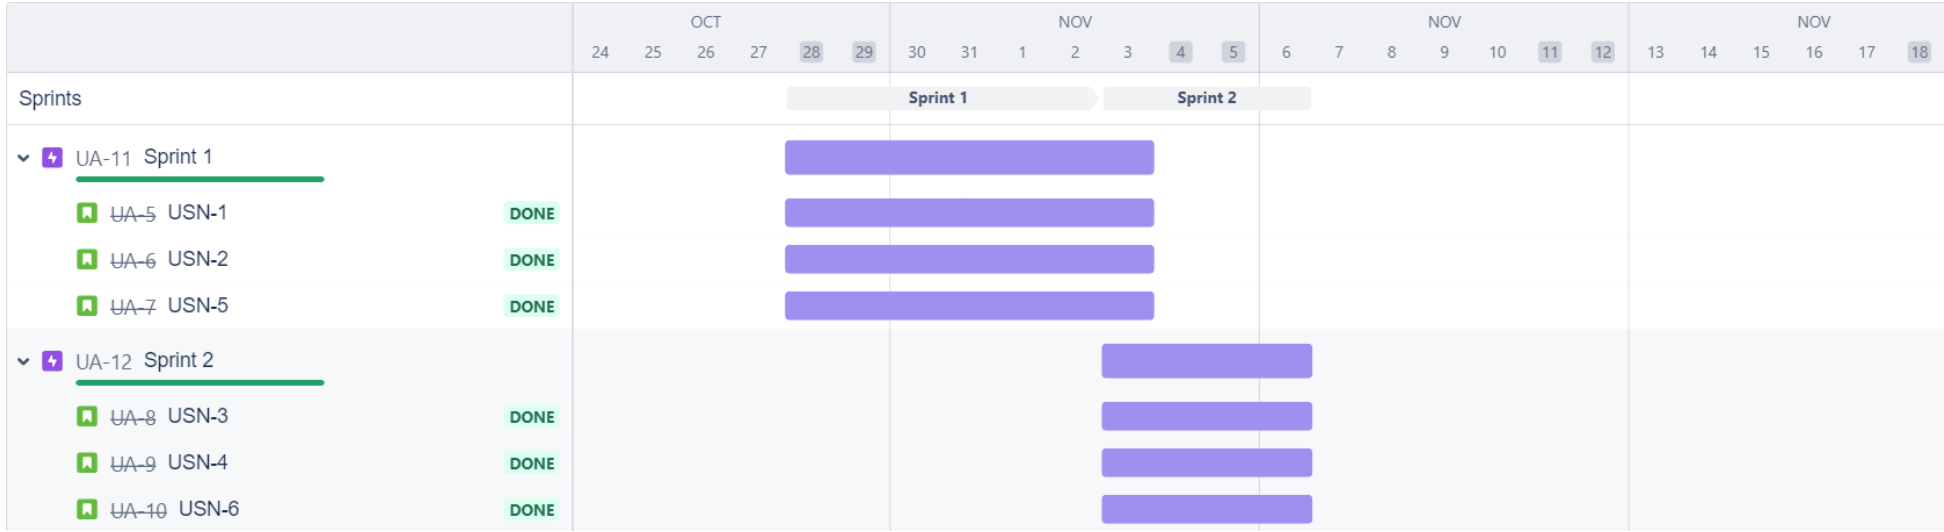 OCT NOV NOV NOV
24 25 26 27 28 29 30 31 1 2 3 4 5 6 7 8 9 10 11 12 13 14 15 16 17 18
Sprints Sprint 1 Sprint 2
UA-11 Sprint 1
UA-5 USN-1 DONE
UA-6 USN-2 DONE
UA-7 USN-5 DONE
UA-12 Sprint 2
UA-8 USN-3 DONE
UA-9 USN-4 DONE
UA-10 USN-6 DONE